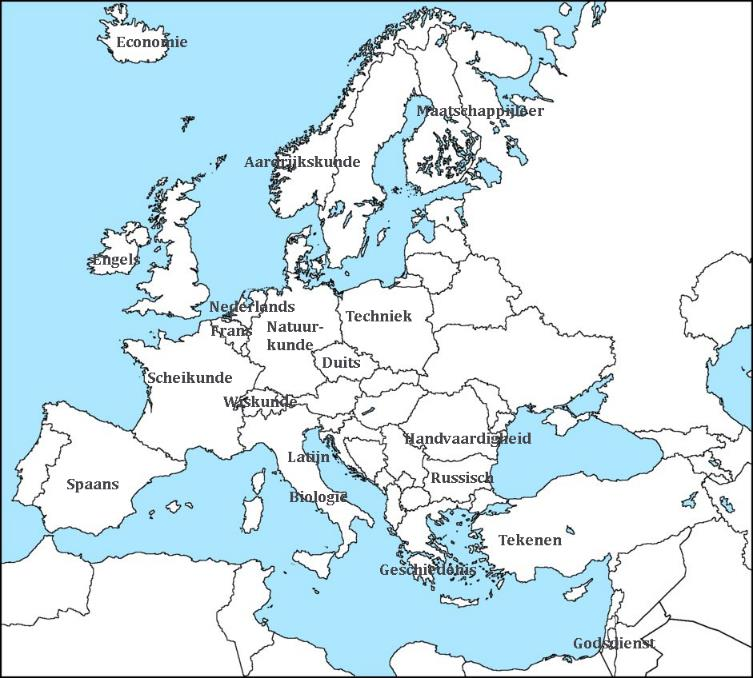 Economie
Maatschappijleer
Aardrijkskunde
Engels
Nederlands
Frans
Natuur-
kunde
Techniek
Duits
Scheikunde
Wiskunde
Handvaardigheid
Latijn
Russisch
Spaans
Biologie
Tekenen
Geschiedenis
Godsdienst